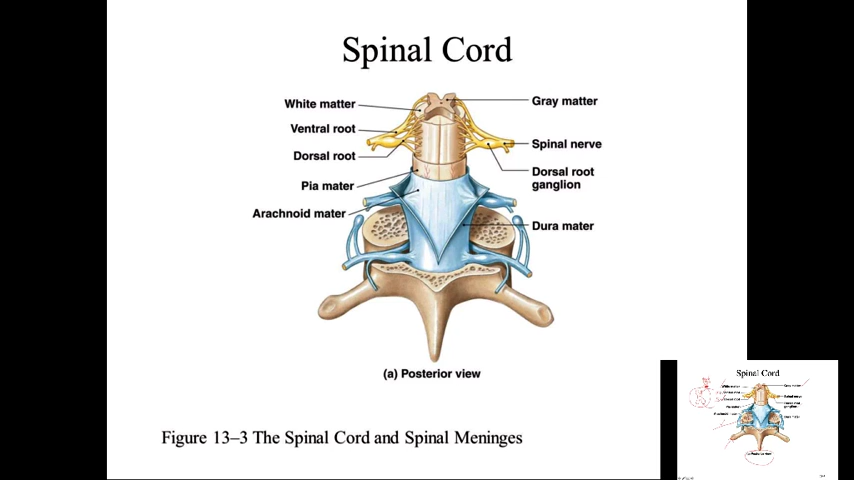 Spinal Cord
White matter
Gray matter
Ventral root
Dorsal root
Spinal nerve
Pia mater
Dorsal root
ganglion
Arachnoid mater
Dura mater
(a) Posterior view
Figure 13–3 The Spinal Cord and Spinal Meninges
Spinal Cord